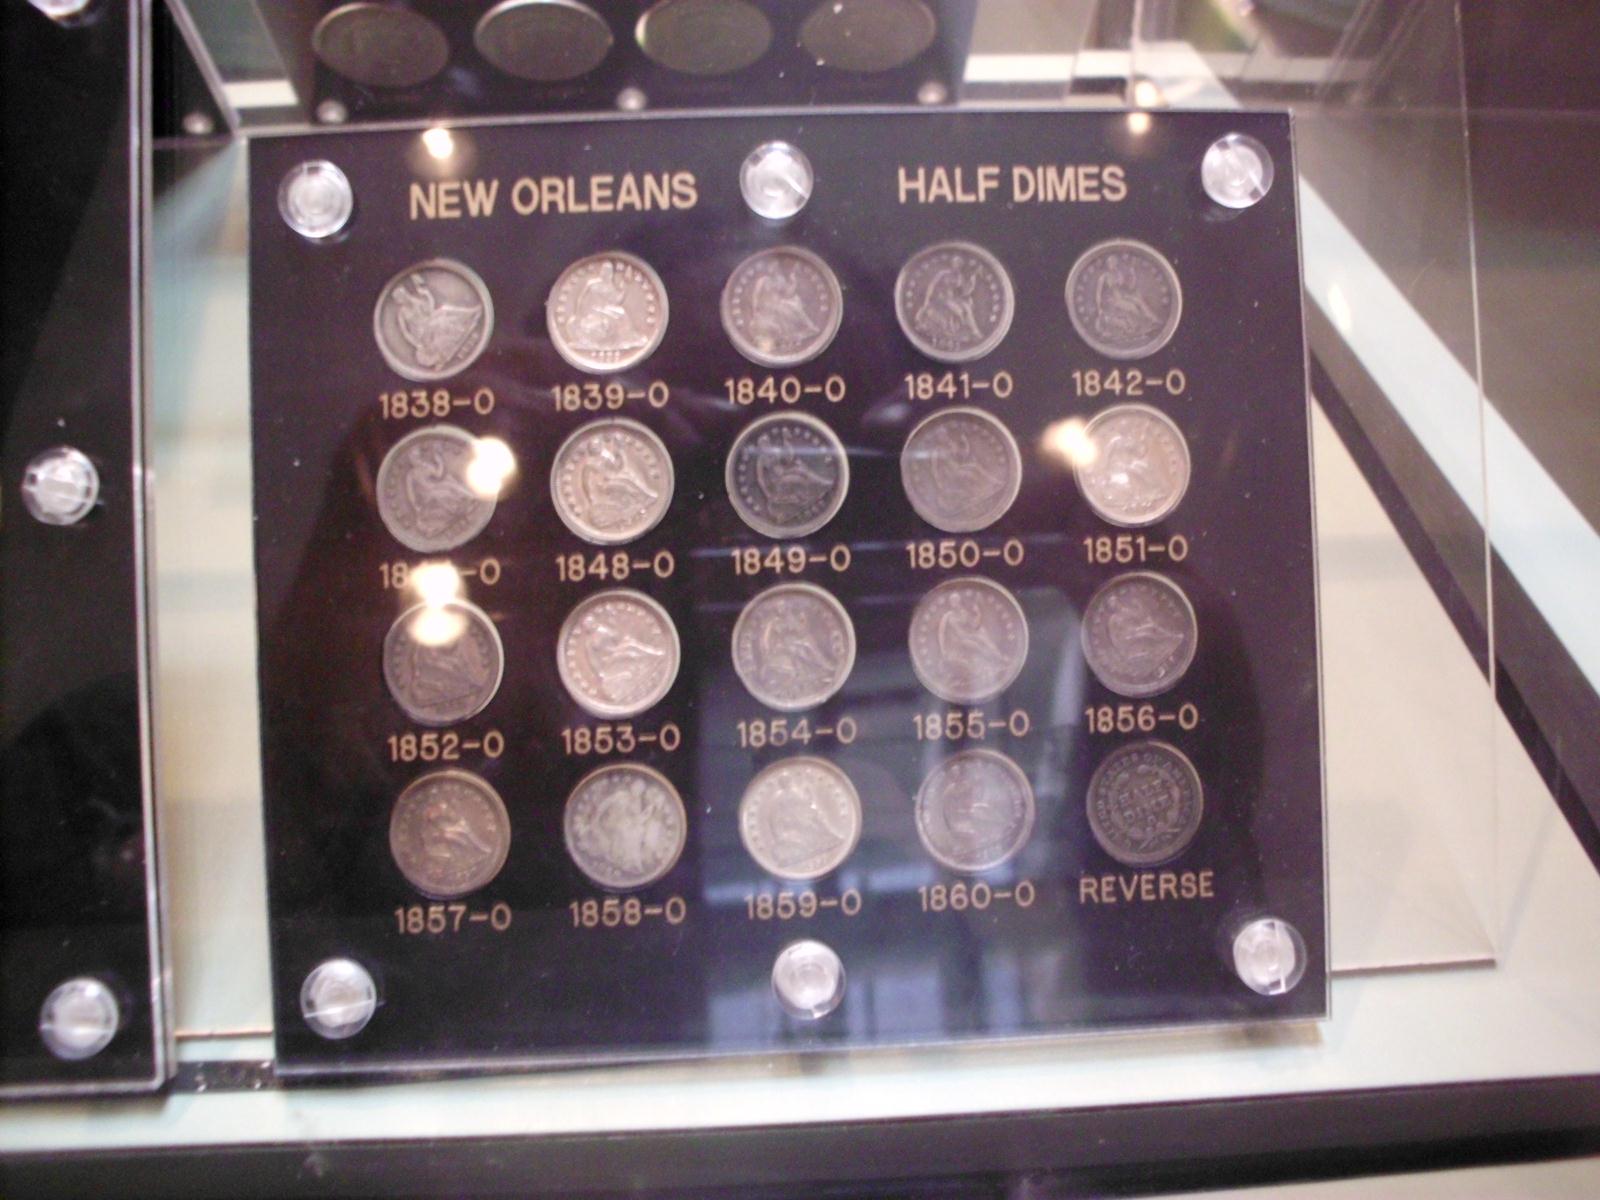 NEW ORLEANS HALF DIMES
1838-O 1839-O 1840-O 1841-O 1842-O
1848-O 1849-O 1850-O 1851-O
1852-O 1853-O 1854-O 1855-O 1856-O
1857-O 1858-O 1859-O 1860-O REVERSE